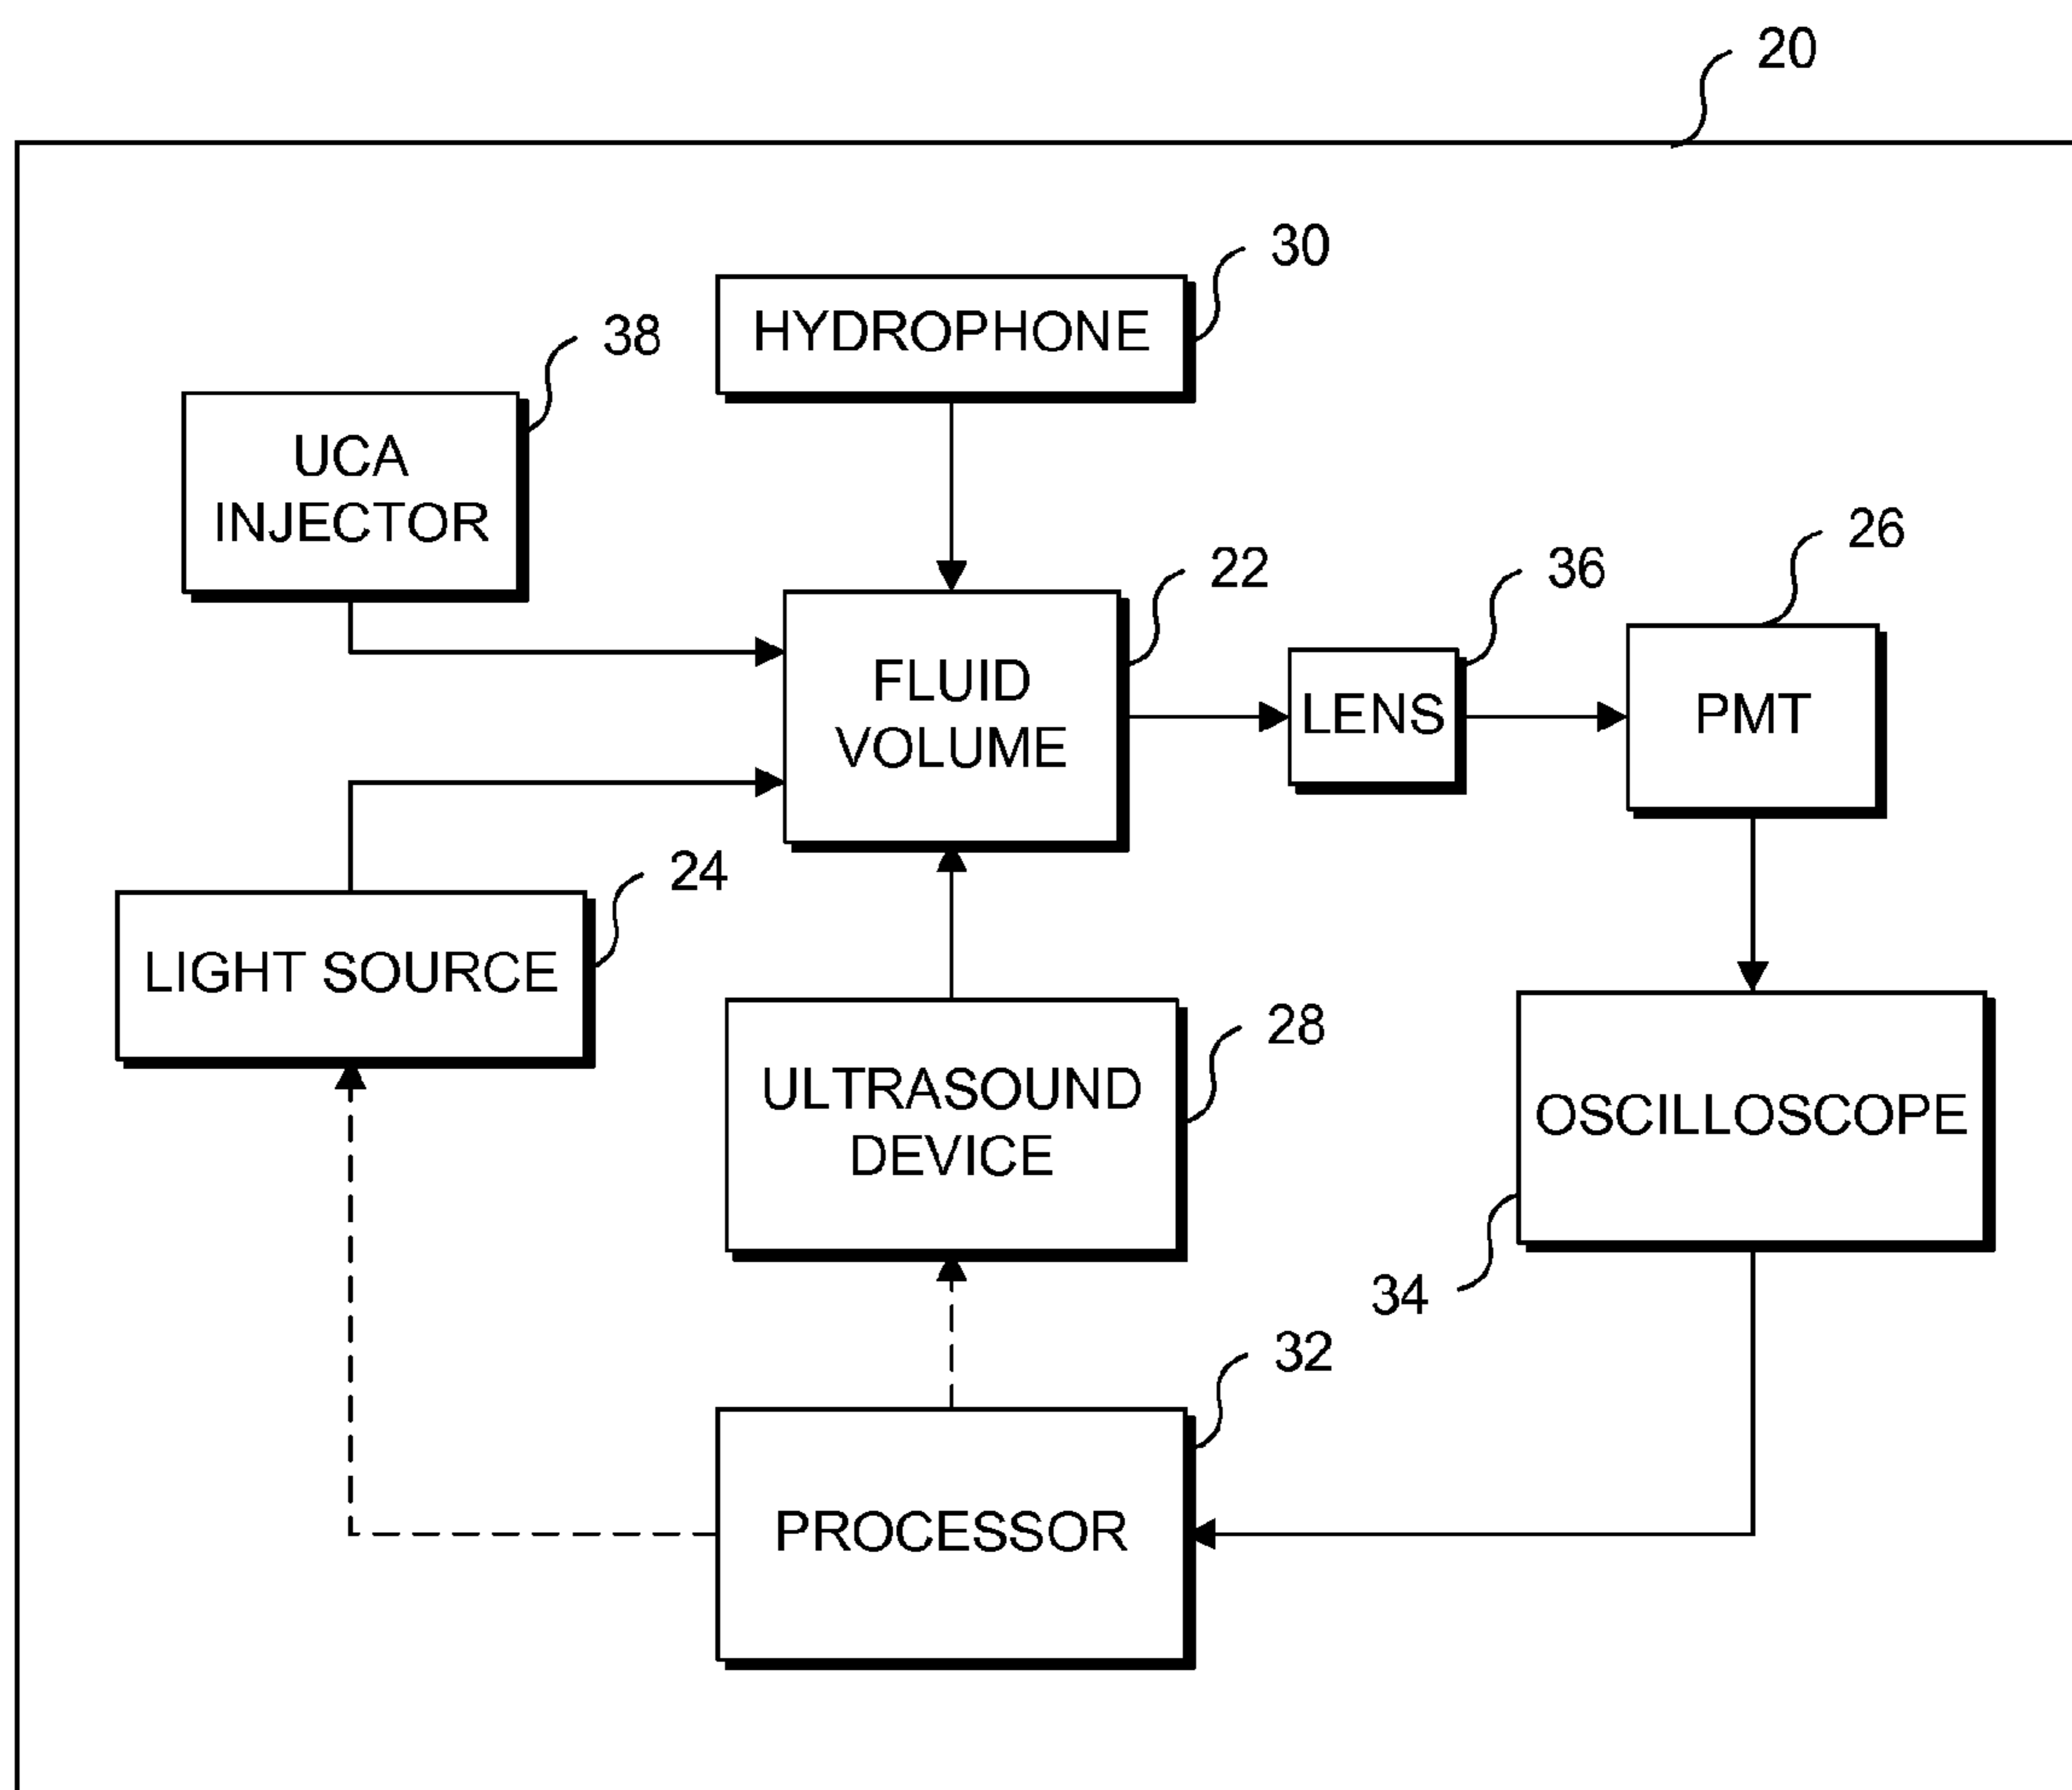 20
30
HYDROPHONE
38
UCA
INJECTOR
26
22
36
FLUID
VOLUME
LENS
PMT
24
LIGHT SOURCE
28
ULTRASOUND
DEVICE
OSCILLOSCOPE
34
32
PROCESSOR